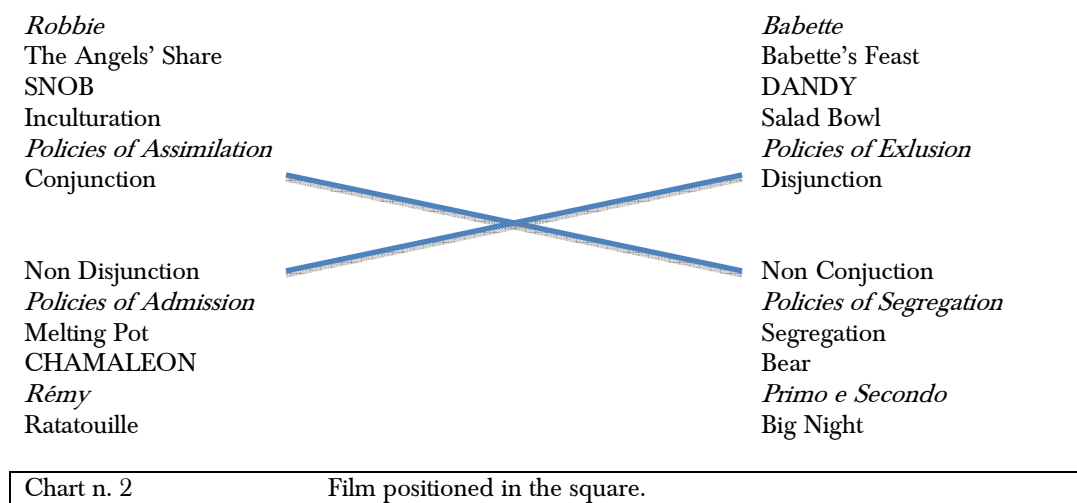 Robbie
The Angels’ Share
SNOB
Inculturation
Policies of Assimilation
Conjunction
Babette
Babette’s Feast
DANDY
Salad Bowl
Policies of Exlusion
Disjunction
Non Disjunction
Policies of Admission
Melting Pot
CHAMALEON
Rémy
Ratatouille
Non Conjuction
Policies of Segregation
Segregation
Bear
Primo e Secondo
Big Night
Chart n. 2 Film positioned in the square.